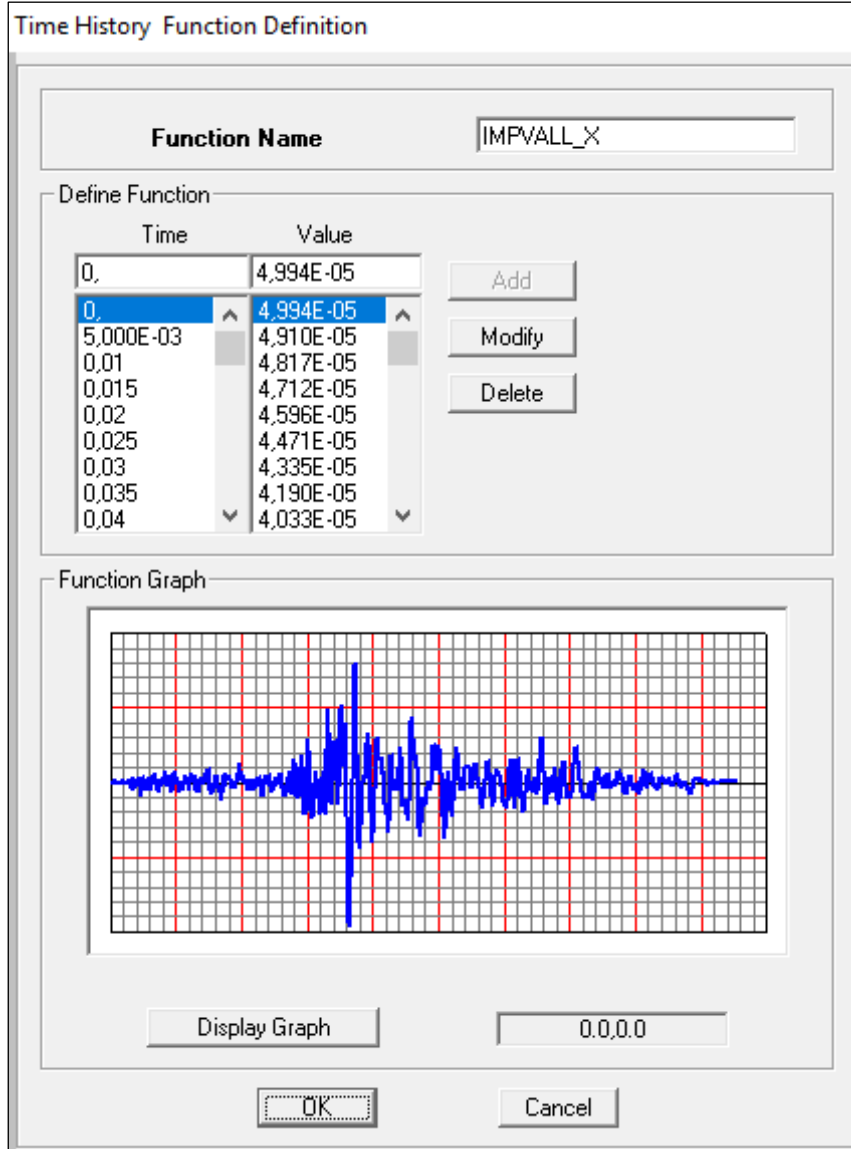 Time History Function Definition
Function Name IMPVALL_X
Define Function
Time Value
0, 4,994E-05 Add
0, 4,994E-05
5,000E-03 4,910E-05 Modify
0,01 4,817E-05
0,015 4,712E-05 Delete
0,02 4,596E-05
0,025 4,471E-05
0,03 4,335E-05
0,035 4,190E-05
0,04 4,033E-05
Function Graph
Display Graph 0.0,0.0
OK Cancel